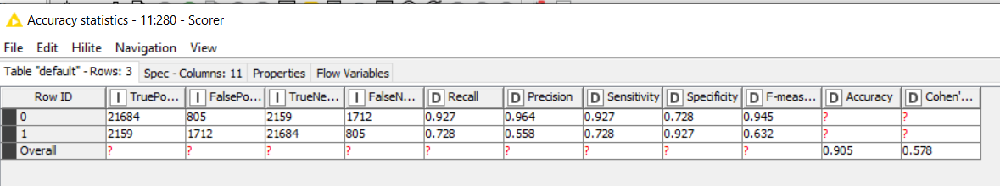 Accuracy statistics - 11:280 - Scorer
File Edit Hilite Navigation View
Table "default" - Rows: 3 Spec - Columns: 11 Properties Flow Variables
Row ID I TruePo... I FalsePo... I TrueNe... I FalseN... D Recall D Precision D Sensitivity D Specificity D F-meas... D Accuracy D Cohen'...
0 21684 805 2159 1712 0.927 0.964 0.927 0.728 0.945 ? ?
1 2159 1712 21684 805 0.728 0.558 0.728 0.927 0.632 ? ?
Overall ? ? ? ? ? ? ? ? ? 0.905 0.578